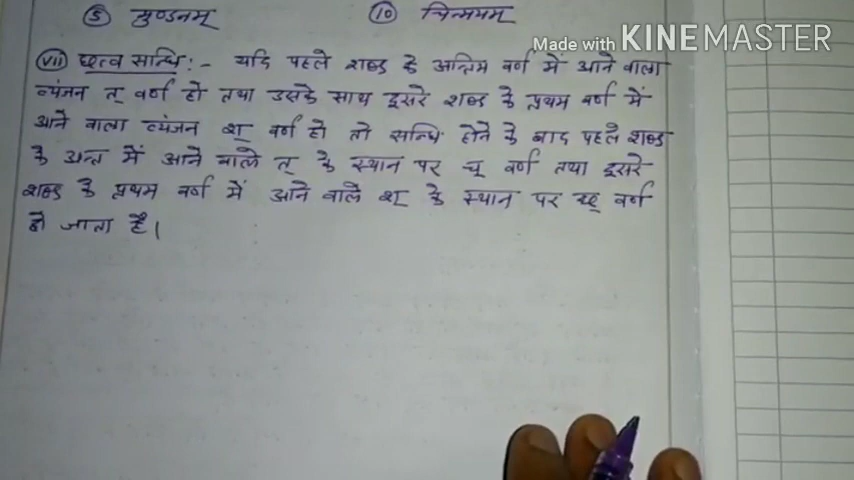 ⑤ मुण्डनम् ⑩ चिन्मयम्
Made with KINEMASTER
VII छत्व सन्धि :- यदि पहले शब्द के अन्तिम वर्ण में आने वाला
व्यंजन त् वर्ण हो तथा उसके साथ दूसरे शब्द के प्रथम वर्ण में
आने वाला व्यंजन श् वर्ण हो तो सन्धि होने के बाद पहले शब्द
के अन्त में आने वाले त् के स्थान पर च् वर्ण तथा दूसरे
शब्द के प्रथम वर्ण में आने वाले श् के स्थान पर छ् वर्ण
हो जाता है।